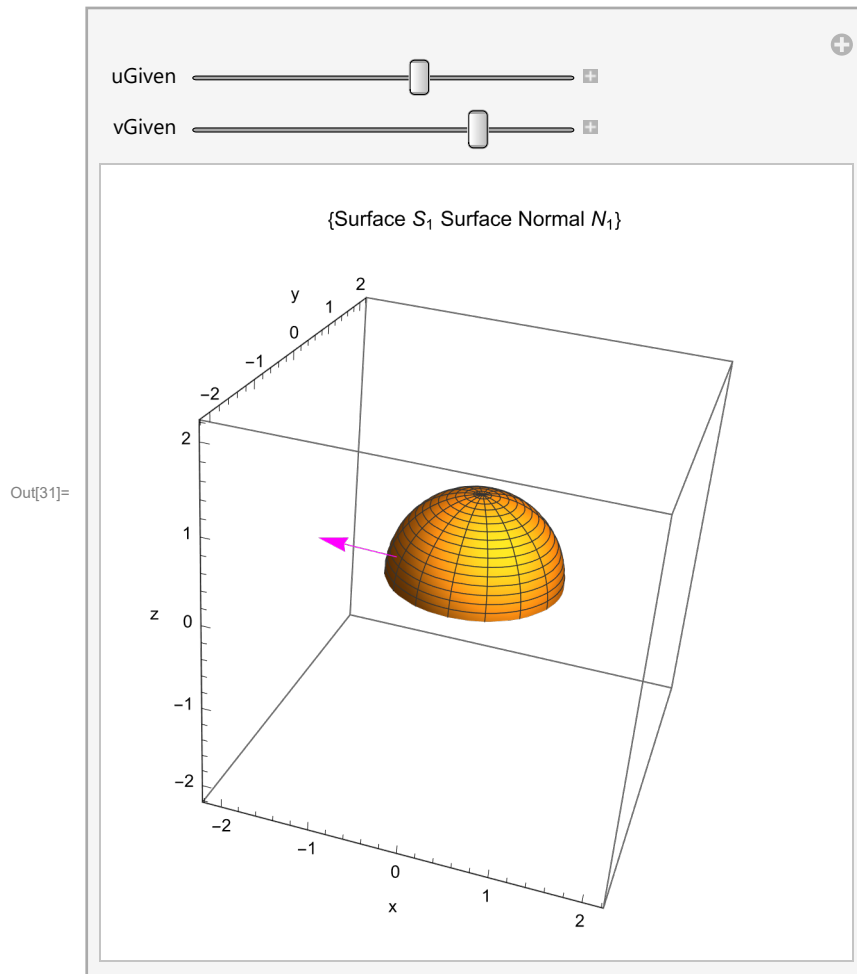 uGiven
vGiven
{Surface S₁ Surface Normal N₁}
y
2
1
0
−1
−2
2
1
Out[31]=
z
0
−1
−2
−2
−1
0
1
2
x